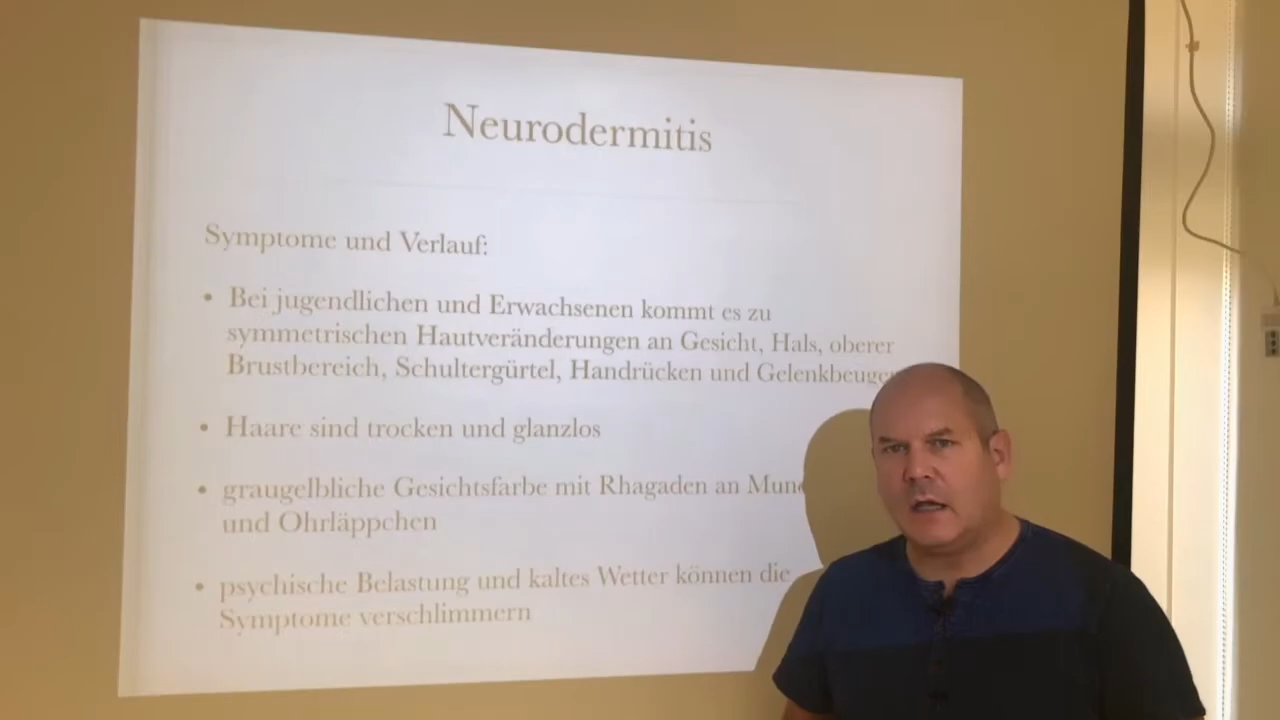 Neurodermitis
Symptome und Verlauf:
• Bei jugendlichen und Erwachsenen kommt es zu
symmetrischen Hautveränderungen an Gesicht, Hals, oberer
Brustbereich, Schultergürtel, Handrücken und Gelenkbeugen
• Haare sind trocken und glanzlos
• graugelbliche Gesichtsfarbe mit Rhagaden an Mund
und Ohrläppchen
• psychische Belastung und kaltes Wetter können die
Symptome verschlimmern